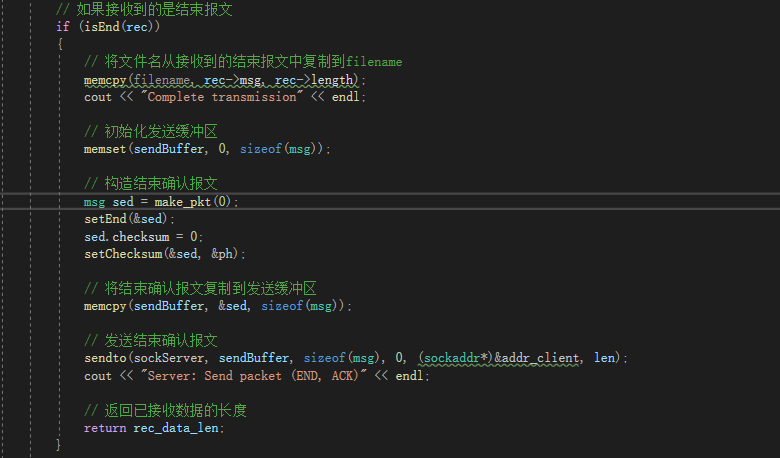 // 如果接收到的是结束报文
if (isEnd(rec))
{
// 将文件名从接收到的结束报文中复制到filename
memcpy(filename, rec->msg, rec->length);
cout << "Complete transmission" << endl;
// 初始化发送缓冲区
memset(sendBuffer, 0, sizeof(msg));
// 构造结束确认报文
msg sed = make_pkt(0);
setEnd(&sed);
sed.checksum = 0;
setChecksum(&sed, &ph);
// 将结束确认报文复制到发送缓冲区
memcpy(sendBuffer, &sed, sizeof(msg));
// 发送结束确认报文
sendto(sockServer, sendBuffer, sizeof(msg), 0, (sockaddr*)&addr_client, len);
cout << "Server: Send packet (END, ACK)" << endl;
// 返回已接收数据的长度
return rec_data_len;
}